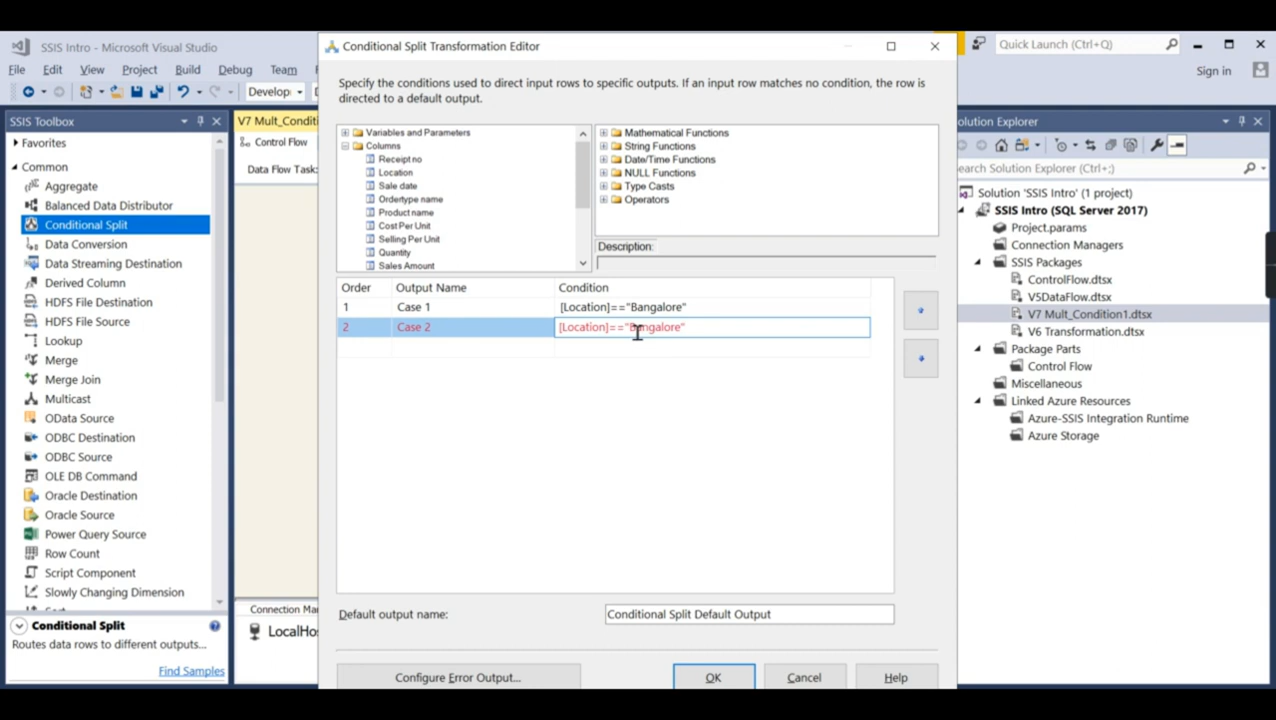 SSIS Intro - Microsoft Visual Studio
Quick Launch (Ctrl+Q)
File Edit View Project Build Debug Team
Sign in
Develop
SSIS Toolbox
Favorites
Common
Aggregate
Balanced Data Distributor
Conditional Split
Data Conversion
Data Streaming Destination
Derived Column
HDFS File Destination
HDFS File Source
Lookup
Merge
Merge Join
Multicast
OData Source
ODBC Destination
ODBC Source
OLE DB Command
Oracle Destination
Oracle Source
Power Query Source
Row Count
Script Component
Slowly Changing Dimension
Conditional Split
Routes data rows to different outputs...
Find Samples
V7 Mult_Conditi
Control Flow
Data Flow Task:
Connection Ma
LocalHo
Conditional Split Transformation Editor
Specify the conditions used to direct input rows to specific outputs. If an input row matches no condition, the row is
directed to a default output.
Variables and Parameters
Columns
Receipt no
Location
Sale date
Ordertype name
Product name
Cost Per Unit
Selling Per Unit
Quantity
Sales Amount
Mathematical Functions
String Functions
Date/Time Functions
NULL Functions
Type Casts
Operators
Description:
Order Output Name Condition
1 Case 1 [Location]=="Bangalore"
2 Case 2 [Location]=="Bangalore"
Default output name: Conditional Split Default Output
Configure Error Output... OK Cancel Help
olution Explorer
earch Solution Explorer (Ctrl+;)
Solution 'SSIS Intro' (1 project)
SSIS Intro (SQL Server 2017)
Project.params
Connection Managers
SSIS Packages
ControlFlow.dtsx
V5DataFlow.dtsx
V7 Mult_Condition1.dtsx
V6 Transformation.dtsx
Package Parts
Control Flow
Miscellaneous
Linked Azure Resources
Azure-SSIS Integration Runtime
Azure Storage